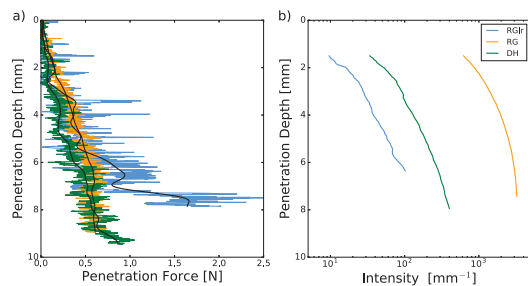 a)
Penetration Depth [mm]
0
2
4
6
8
10
0,0 0,5 1,0 1,5 2,0 2,5
Penetration Force [N]
b)
Penetration Depth [mm]
0
2
4
6
8
10
10¹ 10² 10³
Intensity [mm⁻¹]
RGIr
RG
DH